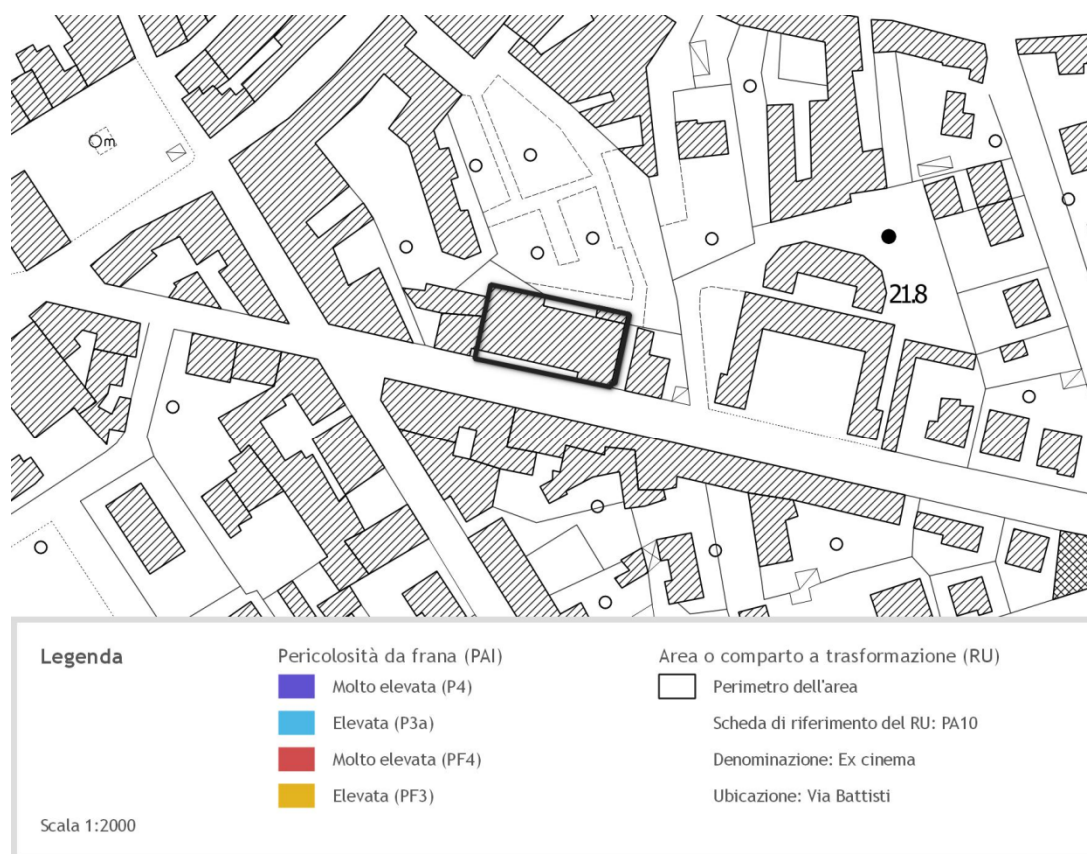 m
21.8
Legenda
Pericolosità da frana (PAI)
Molto elevata (P4)
Elevata (P3a)
Molto elevata (PF4)
Elevata (PF3)
Area o comparto a trasformazione (RU)
Perimetro dell'area
Scheda di riferimento del RU: PA10
Denominazione: Ex cinema
Ubicazione: Via Battisti
Scala 1:2000